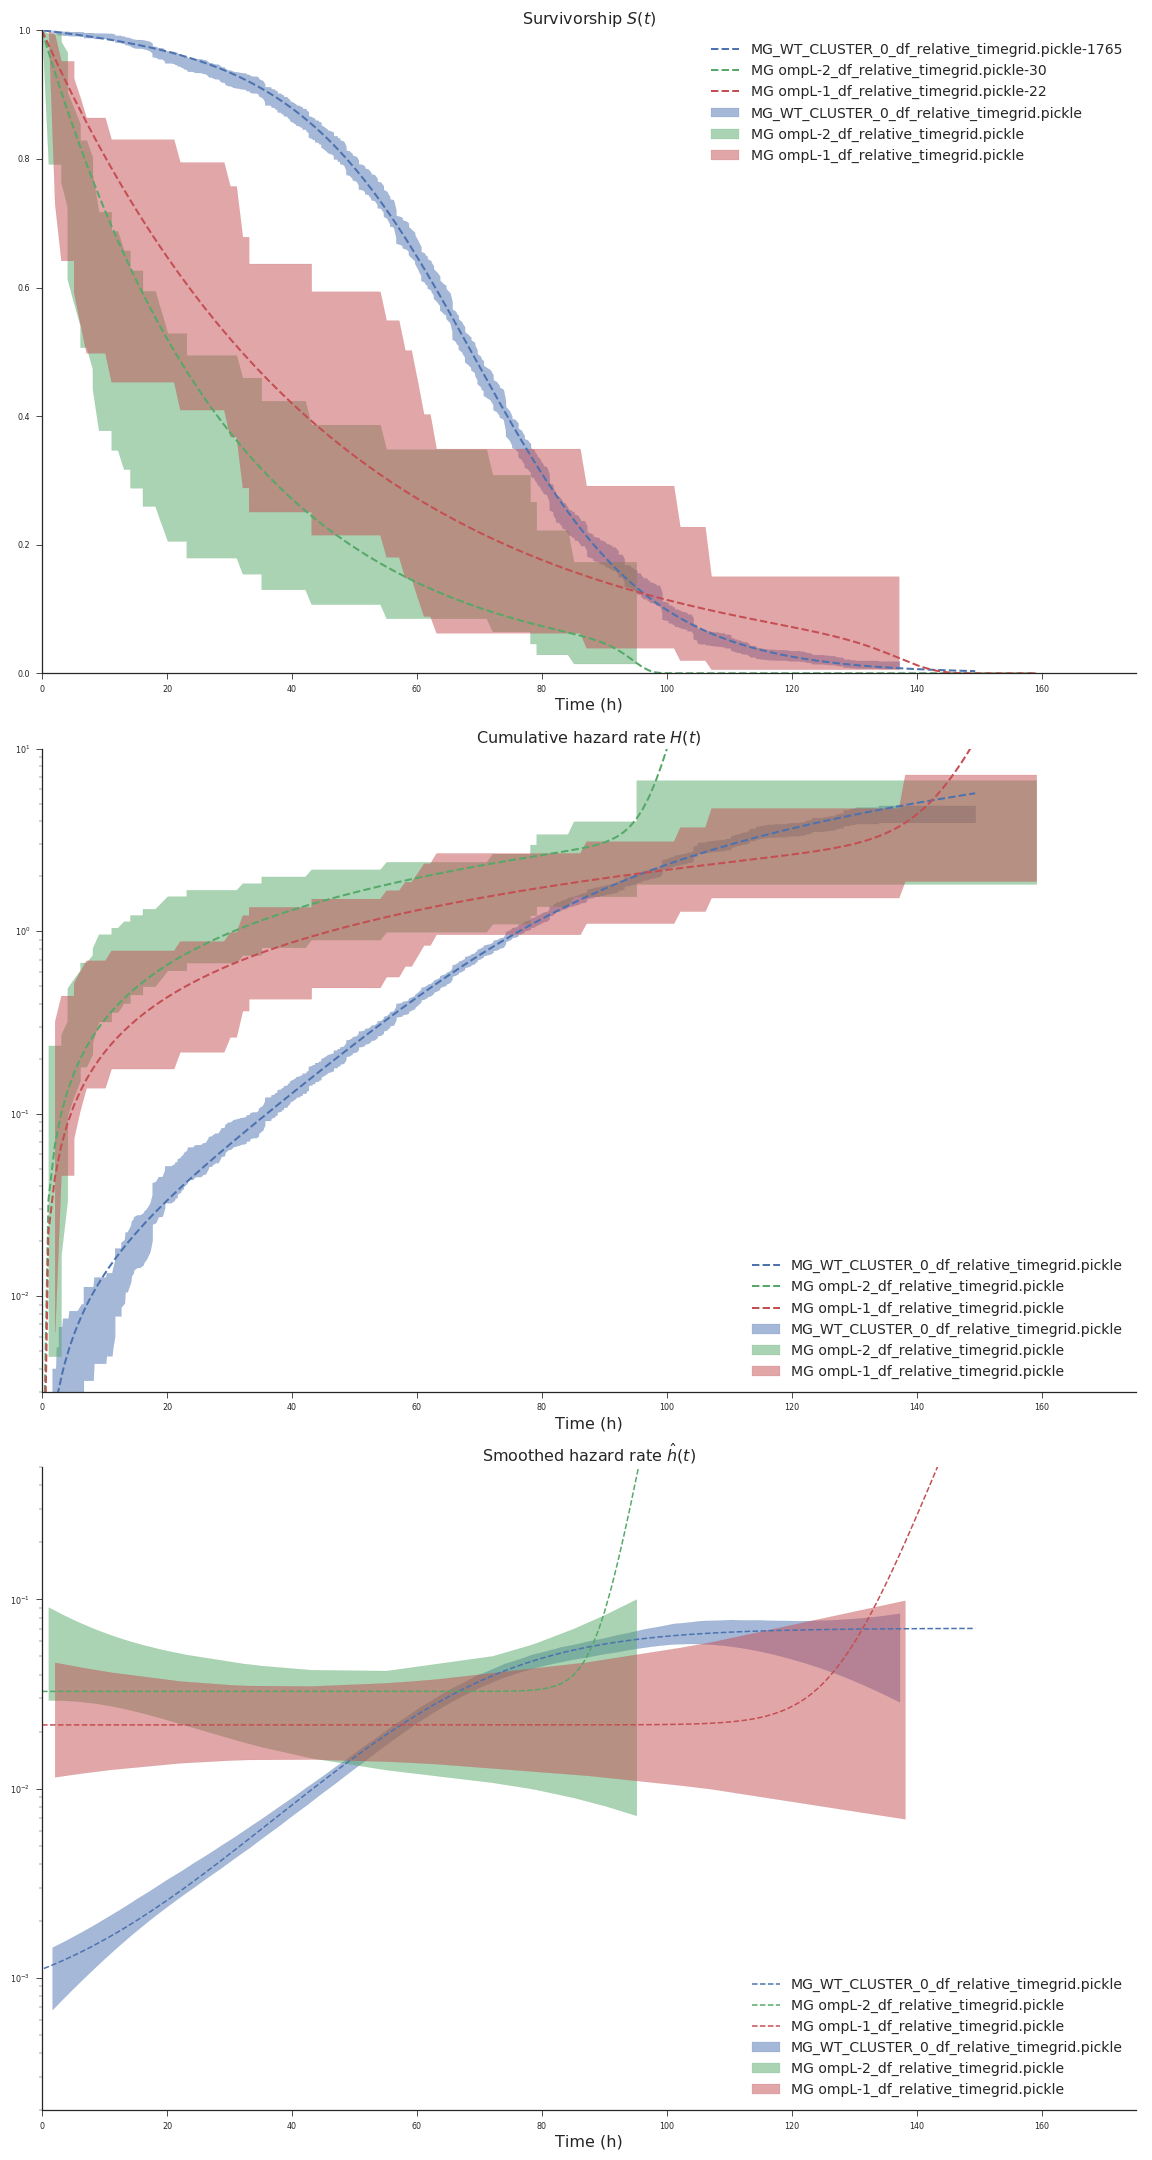 Survivorship S(t)
1.0
0.8
0.6
0.4
0.2
0.0
MG_WT_CLUSTER_0_df_relative_timegrid.pickle-1765
MG ompL-2_df_relative_timegrid.pickle-30
MG ompL-1_df_relative_timegrid.pickle-22
MG_WT_CLUSTER_0_df_relative_timegrid.pickle
MG ompL-2_df_relative_timegrid.pickle
MG ompL-1_df_relative_timegrid.pickle
0 20 40 60 80 100 120 140 160
Time (h)
Cumulative hazard rate H(t)
10¹
10⁰
10⁻¹
10⁻²
MG_WT_CLUSTER_0_df_relative_timegrid.pickle
MG ompL-2_df_relative_timegrid.pickle
MG ompL-1_df_relative_timegrid.pickle
MG_WT_CLUSTER_0_df_relative_timegrid.pickle
MG ompL-2_df_relative_timegrid.pickle
MG ompL-1_df_relative_timegrid.pickle
0 20 40 60 80 100 120 140 160
Time (h)
Smoothed hazard rate ĥ(t)
10⁻¹
10⁻²
10⁻³
MG_WT_CLUSTER_0_df_relative_timegrid.pickle
MG ompL-2_df_relative_timegrid.pickle
MG ompL-1_df_relative_timegrid.pickle
MG_WT_CLUSTER_0_df_relative_timegrid.pickle
MG ompL-2_df_relative_timegrid.pickle
MG ompL-1_df_relative_timegrid.pickle
0 20 40 60 80 100 120 140 160
Time (h)